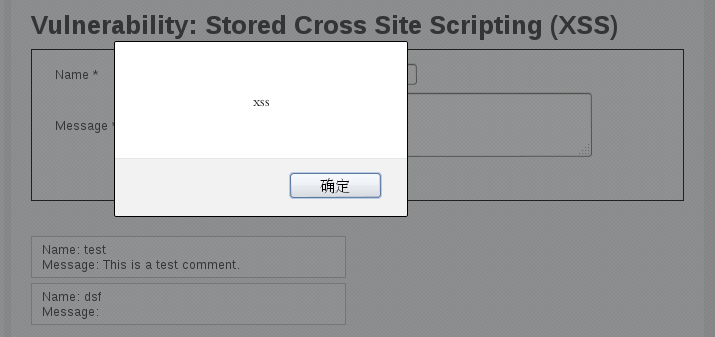 Vulnerability: Stored Cross Site Scripting (XSS)
Name *
xss
Message *
确定
Name: test
Message: This is a test comment.
Name: dsf
Message: